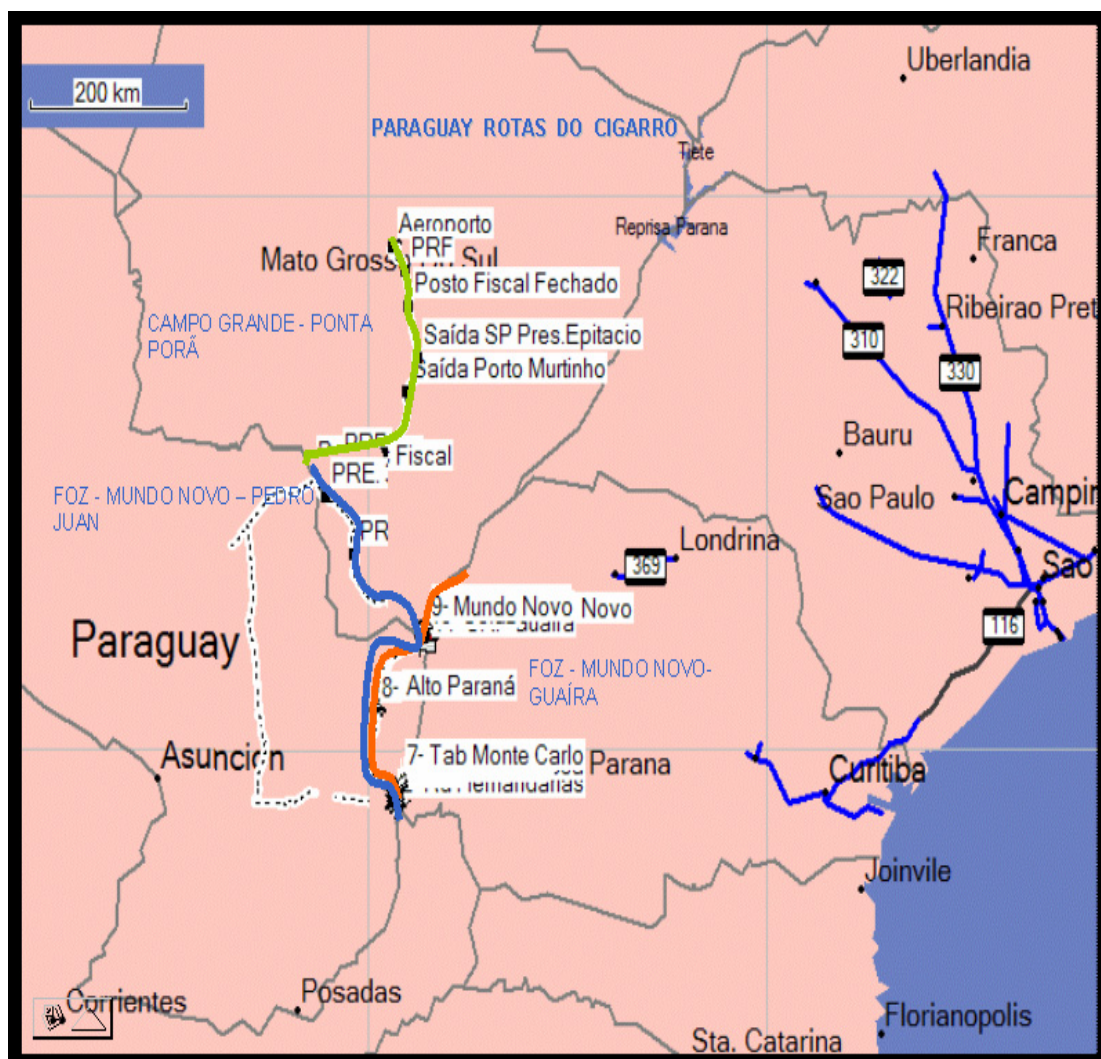 Uberlandia
200 km
PARAGUAY ROTAS DO CIGARRO
Tiete
Reprisa Parana
Aeroporto
PRF
Mato Gross Sul
Franca
322
Posto Fiscal Fechado
CAMPO GRANDE - PONTA
PORÃ
Ribeirao Pret
310
330
Saída SP Pres.Epitacio
Saída Porto Murtinho
Bauru
Fiscal
PRE.
FOZ - MUNDO NOVO – PEDRO
JUAN
Sao Paulo
Campin
PR
Londrina
369
Sao
9- Mundo Novo Novo
116
Paraguay
FOZ - MUNDO NOVO-
GUAÍRA
8- Alto Paraná
Asuncion
7- Tab Monte Carlo
Parana
Curitiba
Joinvile
Posadas
Corrientes
Florianopolis
Sta. Catarina